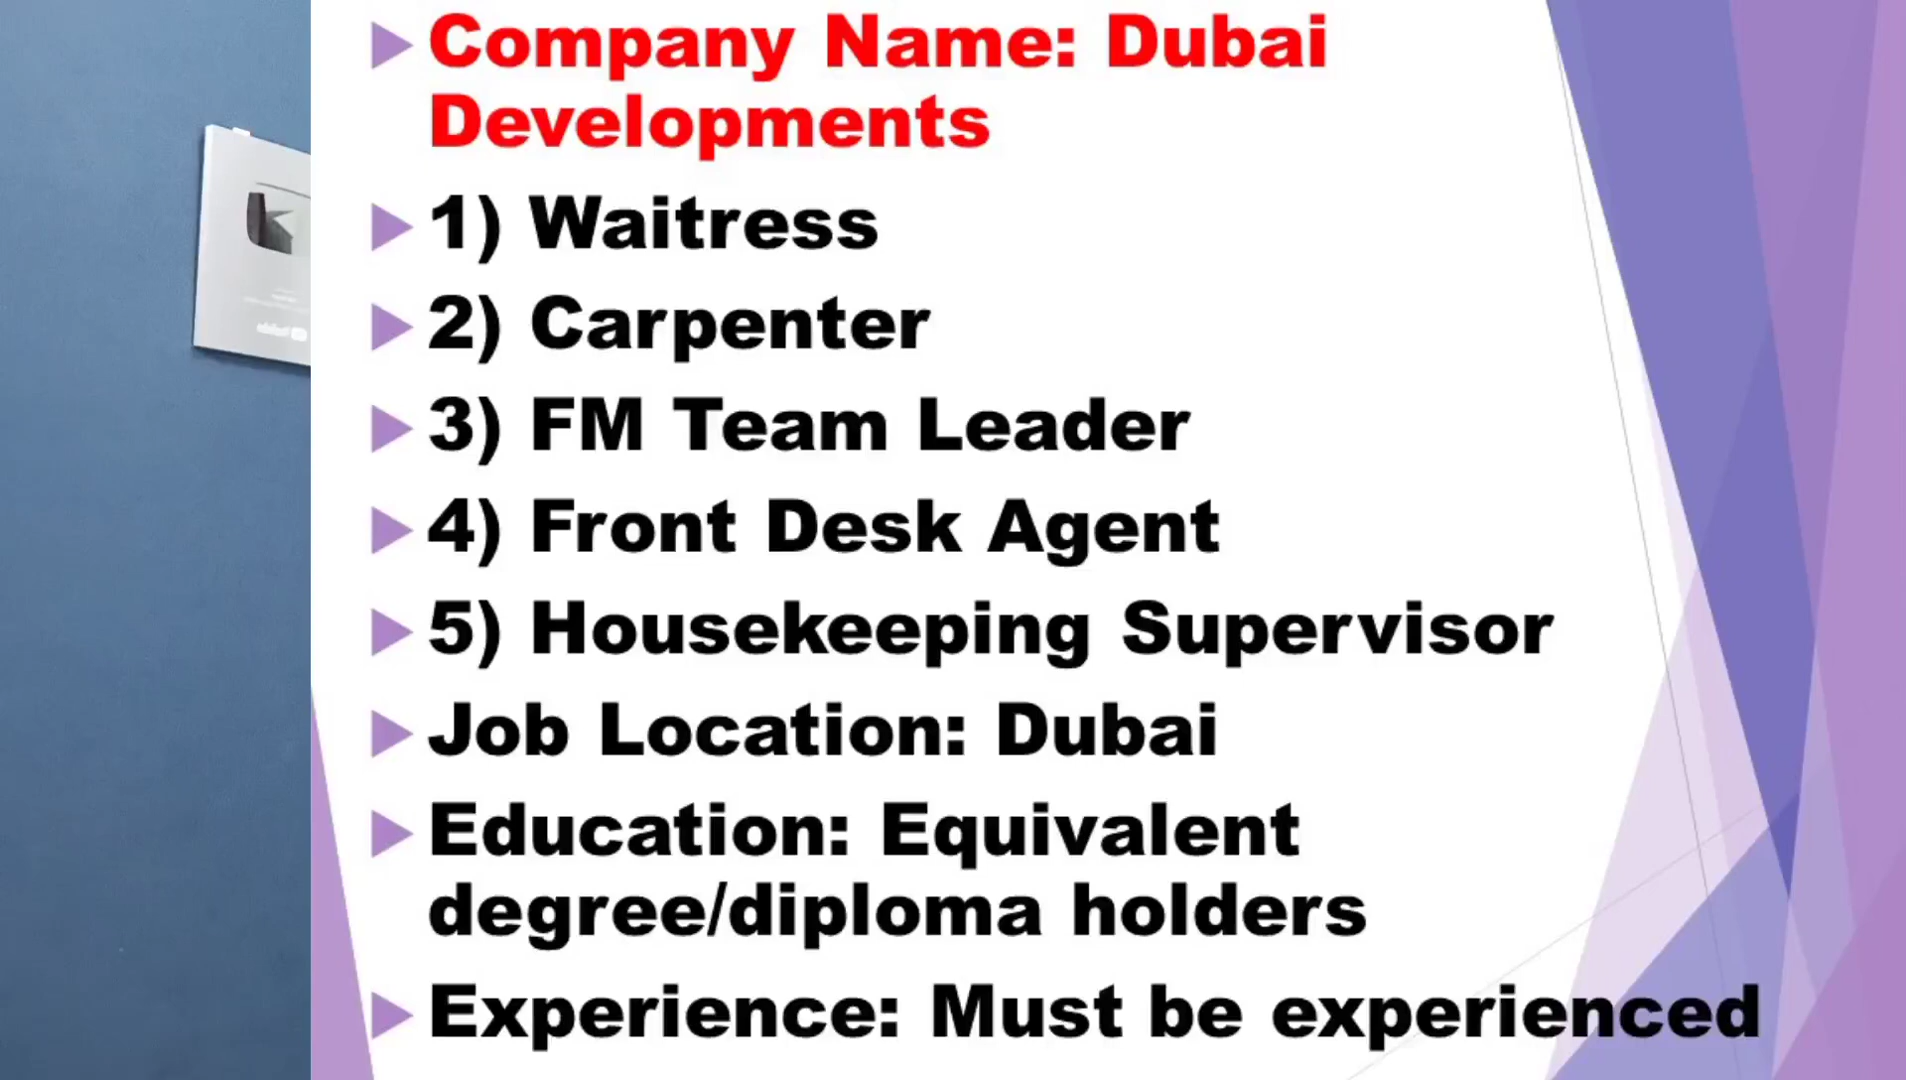 Company Name: Dubai
Developments
1) Waitress
2) Carpenter
3) FM Team Leader
4) Front Desk Agent
5) Housekeeping Supervisor
Job Location: Dubai
Education: Equivalent
degree/diploma holders
Experience: Must be experienced